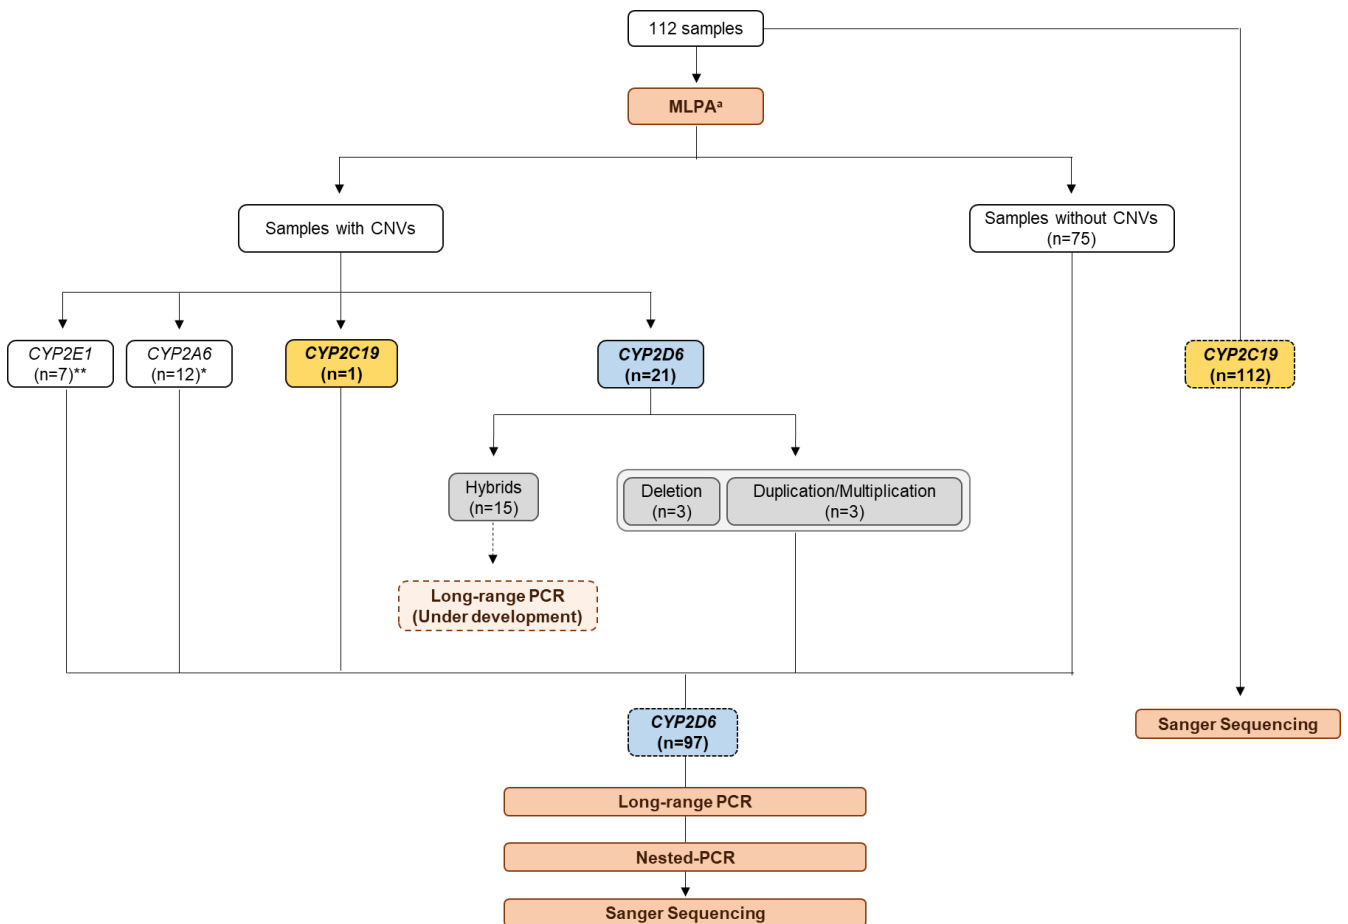 112 samples
MLPAᵃ
Samples with CNVs
Samples without CNVs
(n=75)
CYP2E1
(n=7)**
CYP2A6
(n=12)*
CYP2C19
(n=1)
CYP2D6
(n=21)
CYP2C19
(n=112)
Hybrids
(n=15)
Deletion
(n=3)
Duplication/Multiplication
(n=3)
Long-range PCR
(Under development)
CYP2D6
(n=97)
Sanger Sequencing
Long-range PCR
Nested-PCR
Sanger Sequencing